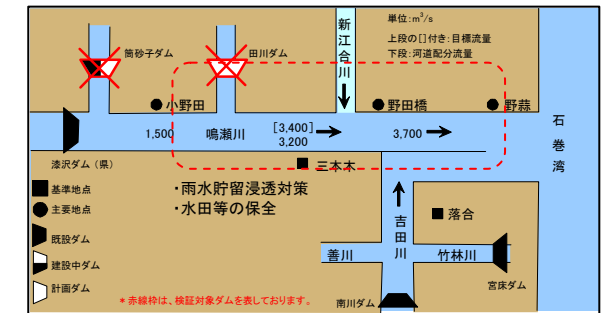 単位:m³/s
上段の[]付き:目標流量
下段:河道配分流量
新江合川
筒砂子ダム
田川ダム
小野田
野田橋
野蒜
石巻湾
1,500
鳴瀬川
[3,400]
3,200
3,700
漆沢ダム(県)
三本木
基準地点
主要地点
既設ダム
建設中ダム
計画ダム
・雨水貯留浸透対策
・水田等の保全
吉田川
落合
善川
竹林川
宮床ダム
南川ダム
*赤線枠は、検証対象ダムを表しております。